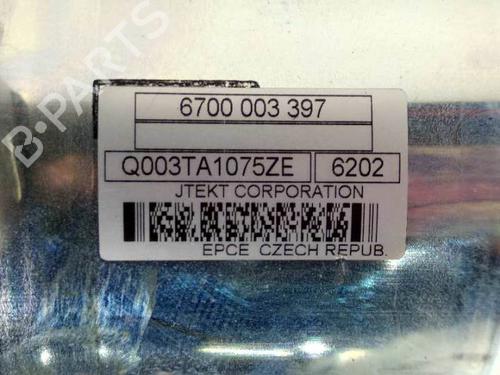 B-PARTS
6700 003 397
Q003TA1075ZE 6202
JTEKT CORPORATION
EPCE CZECH REPUB.